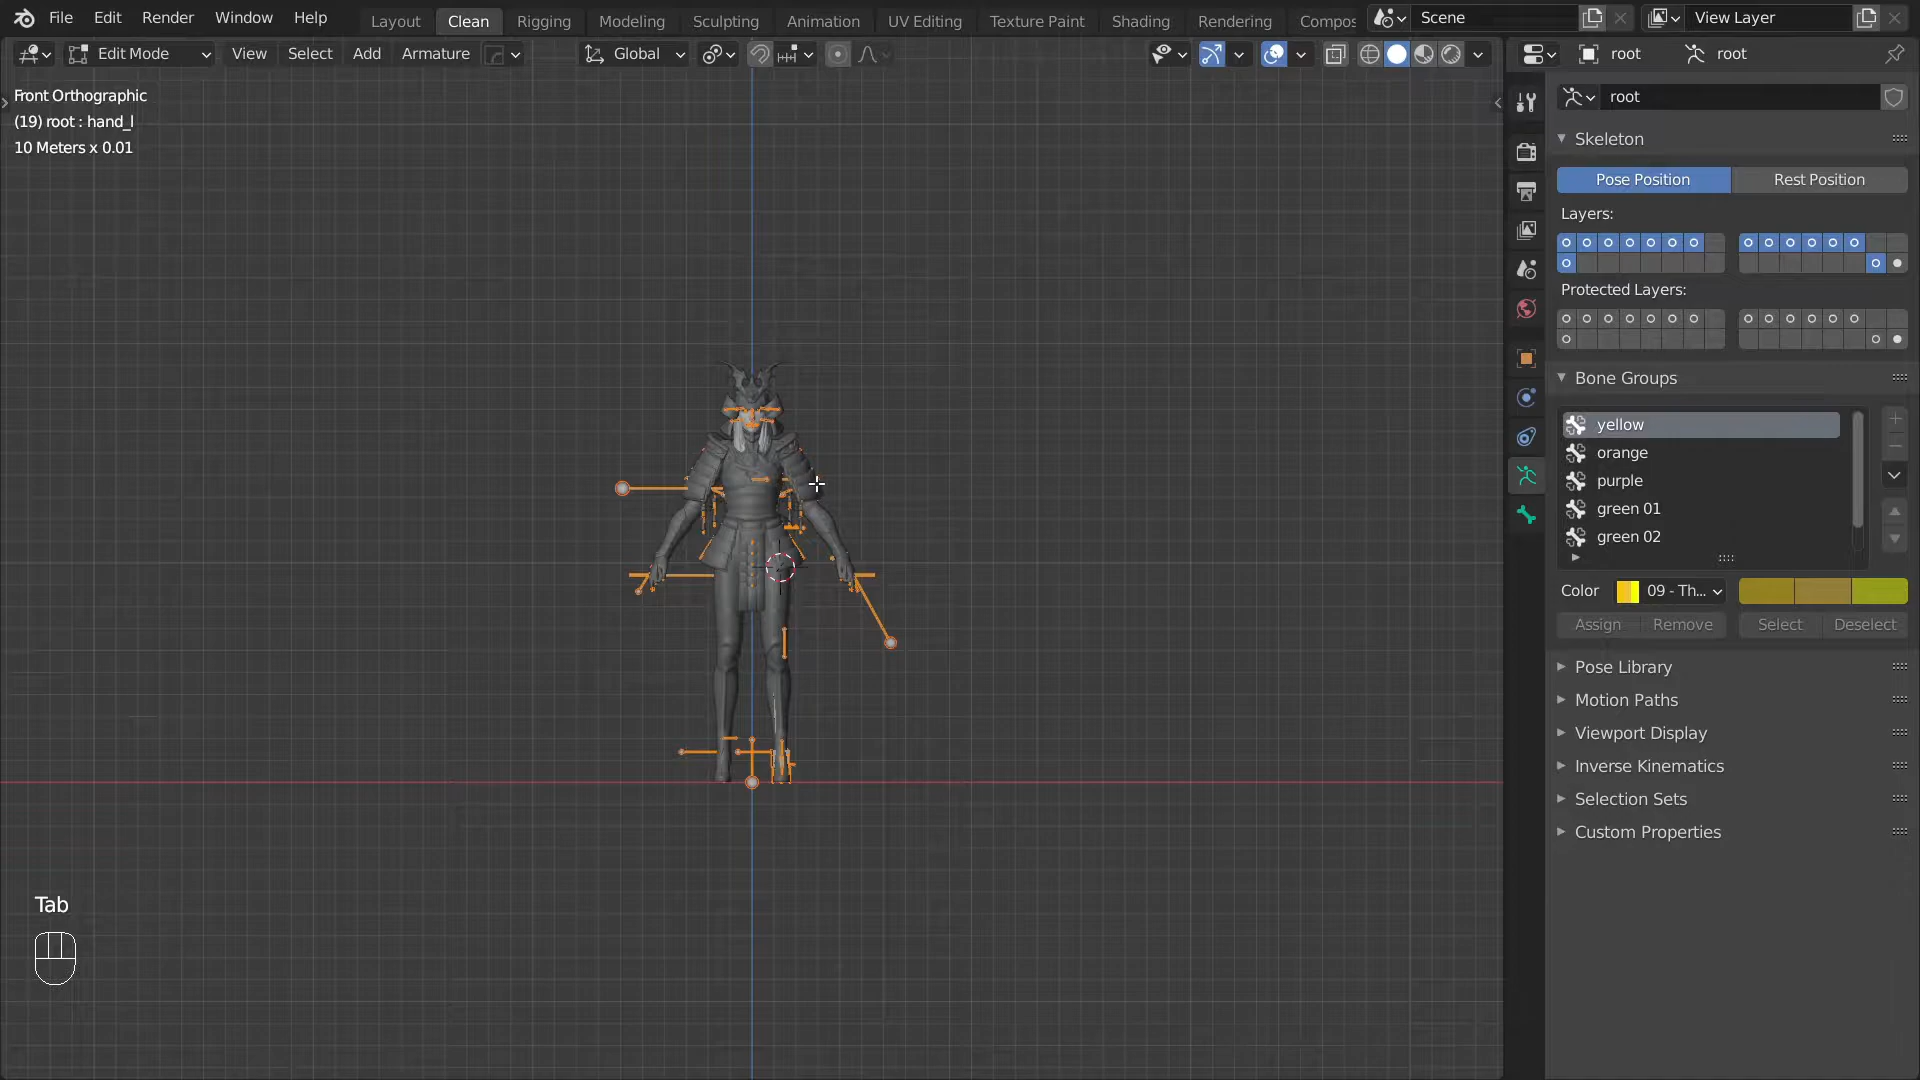 File Edit Render Window Help
Layout Clean Rigging Modeling Sculpting Animation UV Editing Texture Paint Shading Rendering Compos
Scene
View Layer
Edit Mode View Select Add Armature
Global
root root
Front Orthographic
(19) root : hand_l
10 Meters x 0.01
root
Skeleton
Pose Position Rest Position
Layers:
Protected Layers:
Bone Groups
yellow
orange
purple
green 01
green 02
Color 09 - Th...
Assign Remove Select Deselect
Pose Library
Motion Paths
Viewport Display
Inverse Kinematics
Selection Sets
Custom Properties
Tab